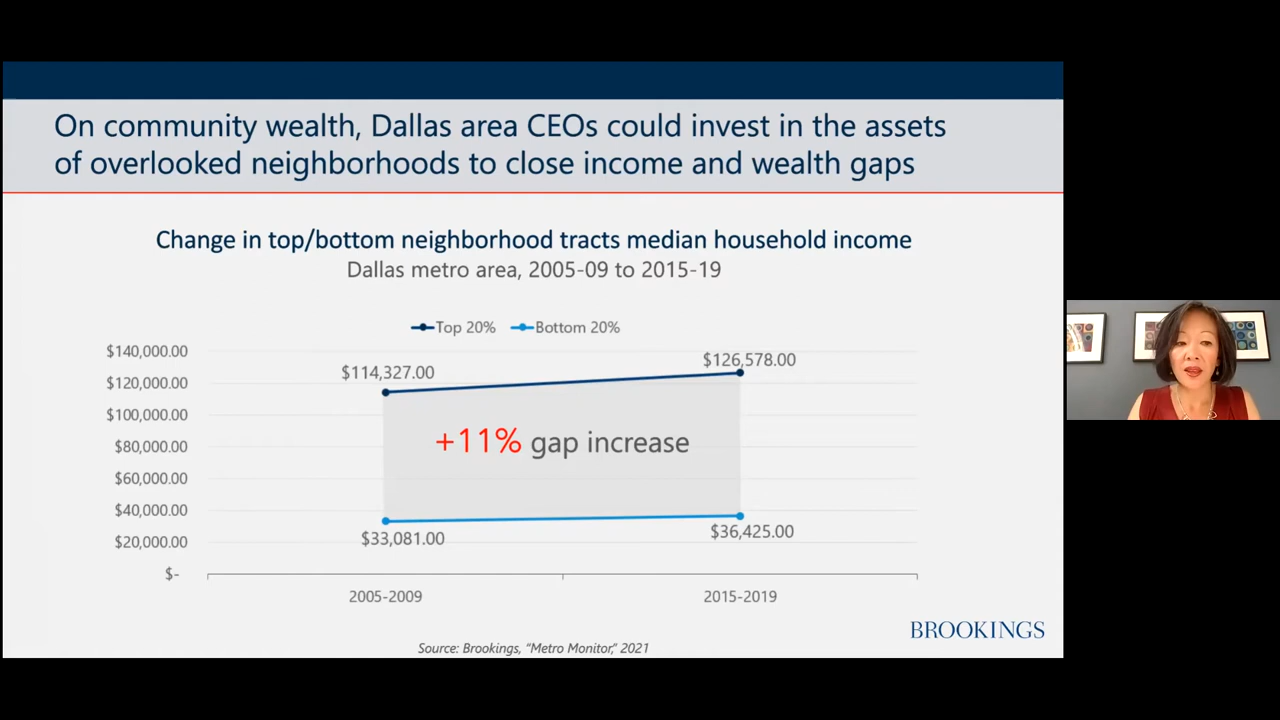 On community wealth, Dallas area CEOs could invest in the assets
of overlooked neighborhoods to close income and wealth gaps
Change in top/bottom neighborhood tracts median household income
Dallas metro area, 2005-09 to 2015-19
Top 20% Bottom 20%
$140,000.00
$120,000.00
$100,000.00
$80,000.00
$60,000.00
$40,000.00
$20,000.00
$-
$114,327.00
$126,578.00
+11% gap increase
$33,081.00
$36,425.00
2005-2009 2015-2019
BROOKINGS
Source: Brookings, “Metro Monitor,” 2021